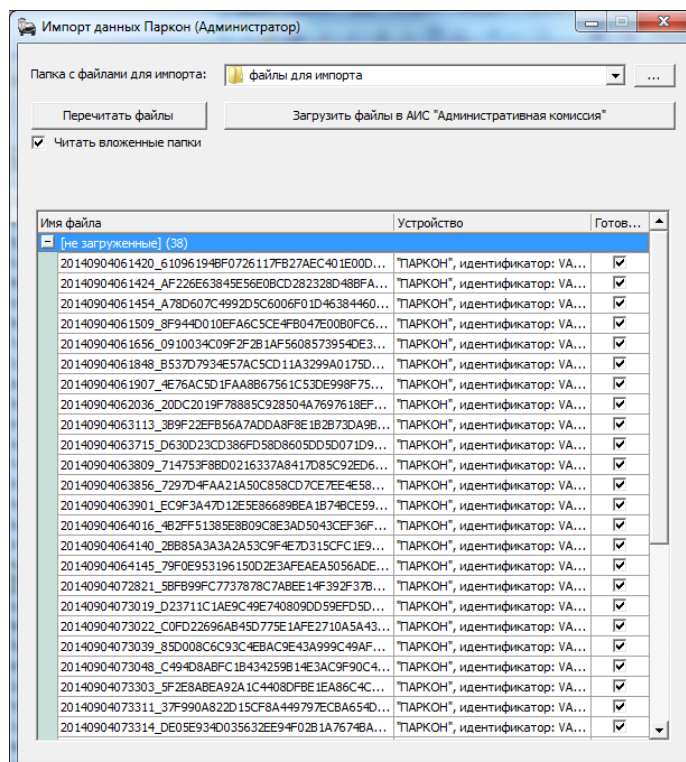 Импорт данных Паркон (Администратор)
Папка с файлами для импорта: файлы для импорта ...
Перечитать файлы Загрузить файлы в АИС "Административная комиссия"
Читать вложенные папки
Имя файла Устройство Готов...
[не загруженные] (38)
20140904061420_61096194BF0726117FB27AEC401E00D... "ПАРКОН", идентификатор: VA...
20140904061424_AF226E63845E56E0BCD282328D48BFA... "ПАРКОН", идентификатор: VA...
20140904061454_A78D607C4992D5C6006F01D46384460... "ПАРКОН", идентификатор: VA...
20140904061509_8F944D010EFA6C5CE4FB047E00B0FC6... "ПАРКОН", идентификатор: VA...
20140904061656_0910034C09F2F2B1AF5608573954DE3... "ПАРКОН", идентификатор: VA...
20140904061848_B537D7934E57AC5CD11A3299A0175D... "ПАРКОН", идентификатор: VA...
20140904061907_4E76AC5D1FAA8B67561C53DE998F75... "ПАРКОН", идентификатор: VA...
20140904062036_20DC2019F78885C928504A7697618EF... "ПАРКОН", идентификатор: VA...
20140904063113_3B9F22EFB56A7ADDA8F8E1B2B73DA9B... "ПАРКОН", идентификатор: VA...
20140904063715_D630D23CD386FD58D8605DD5D071D9... "ПАРКОН", идентификатор: VA...
20140904063809_714753F8BD0216337A8417D85C92ED6... "ПАРКОН", идентификатор: VA...
20140904063856_7297D4FAA21A50C858CD7CE7EE4E58... "ПАРКОН", идентификатор: VA...
20140904063901_EC9F3A47D12E5E86689BEA1B74BCE59... "ПАРКОН", идентификатор: VA...
20140904064016_4B2FF51385E8B09C8E3AD5043CEF36F... "ПАРКОН", идентификатор: VA...
20140904064140_2BB85A3A3A2A53C9F4E7D315CFC1E9... "ПАРКОН", идентификатор: VA...
20140904064145_79F0E953196150D2E3AFEAEA5056ADE... "ПАРКОН", идентификатор: VA...
20140904072821_5BFB99FC7737878C7ABEE14F392F37B... "ПАРКОН", идентификатор: VA...
20140904073019_D23711C1AE9C49E740809DD59EFD5D... "ПАРКОН", идентификатор: VA...
20140904073022_C0FD22696AB45D775E1AFE2710A5A43... "ПАРКОН", идентификатор: VA...
20140904073039_85D008C6C93C4EBAC9E43A999C49AF... "ПАРКОН", идентификатор: VA...
20140904073048_C494D8ABFC1B434259B14E3AC9F90C4... "ПАРКОН", идентификатор: VA...
20140904073303_5F2E8ABEA92A1C4408DFBE1EA86C4C... "ПАРКОН", идентификатор: VA...
20140904073311_37F990A822D15CF8A449797ECBA654D... "ПАРКОН", идентификатор: VA...
20140904073314_DE05E934D035632EE94F02B1A7674BA... "ПАРКОН", идентификатор: VA...